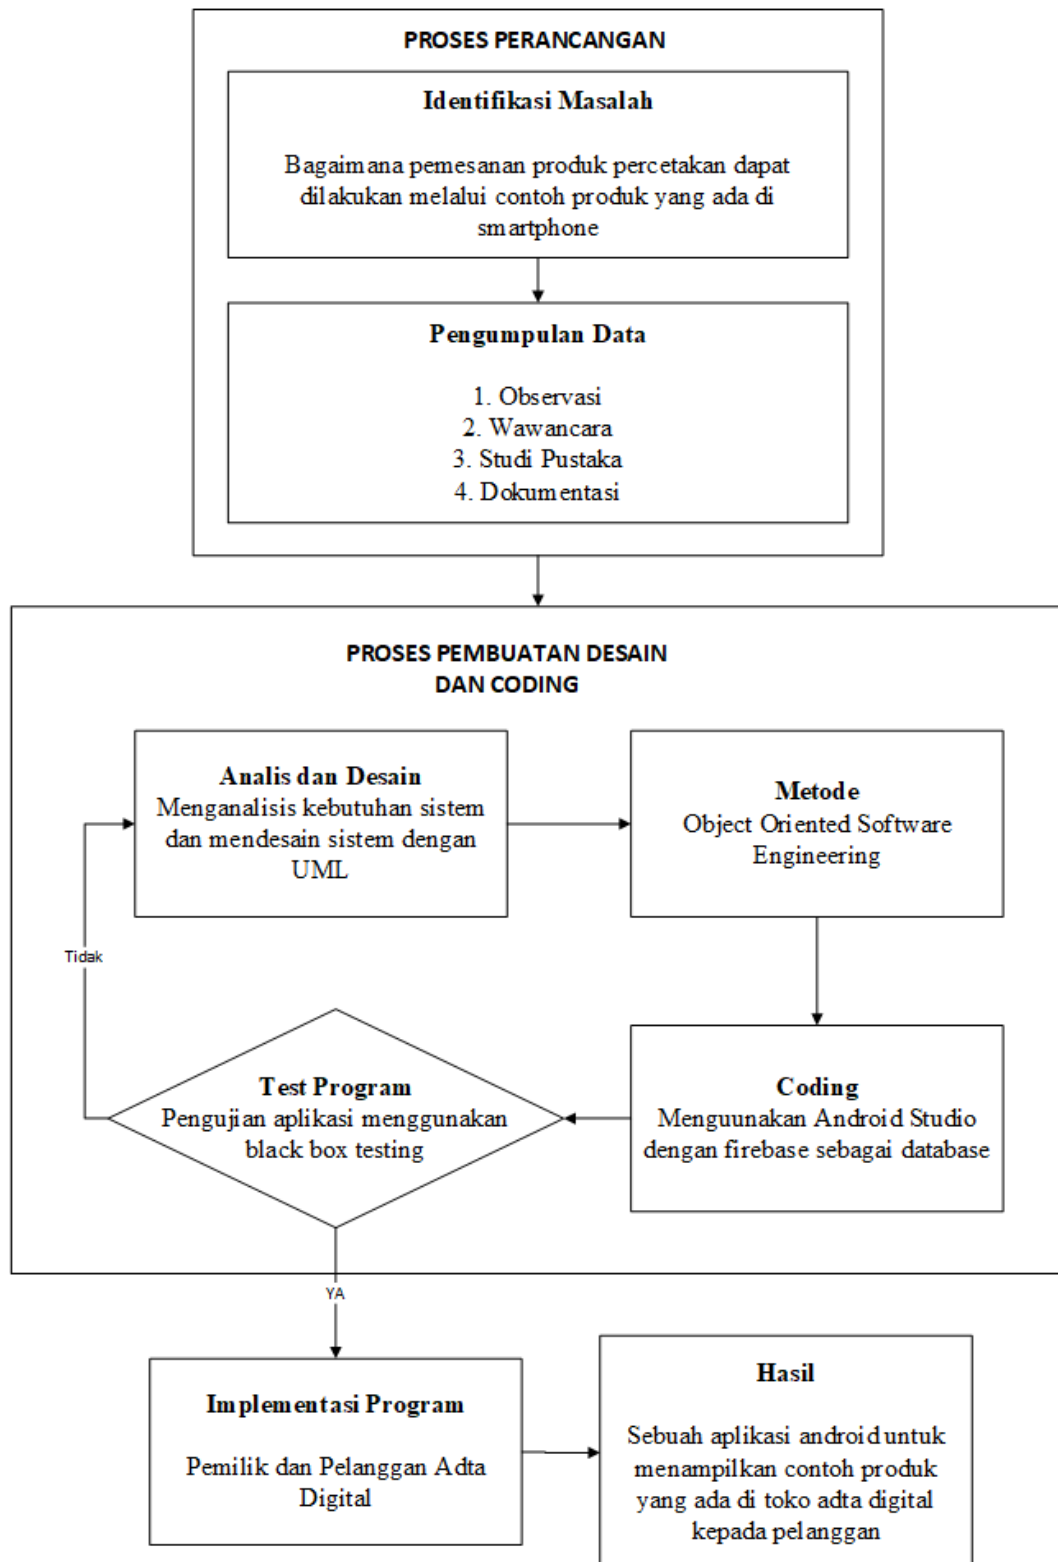 PROSES PERANCANGAN
Identifikasi Masalah
Bagaimana pemesanan produk percetakan dapat
dilakukan melalui contoh produk yang ada di
smartphone
Pengumpulan Data
1. Observasi
2. Wawancara
3. Studi Pustaka
4. Dokumentasi
PROSES PEMBUATAN DESAIN
DAN CODING
Analis dan Desain
Menganalisis kebutuhan sistem
dan mendesain sistem dengan
UML
Metode
Object Oriented Software
Engineering
Tidak
Test Program
Pengujian aplikasi menggunakan
black box testing
Coding
Menguunakan Android Studio
dengan firebase sebagai database
YA
Implementasi Program
Pemilik dan Pelanggan Adta
Digital
Hasil
Sebuah aplikasi android untuk
menampilkan contoh produk
yang ada di toko adta digital
kepada pelanggan